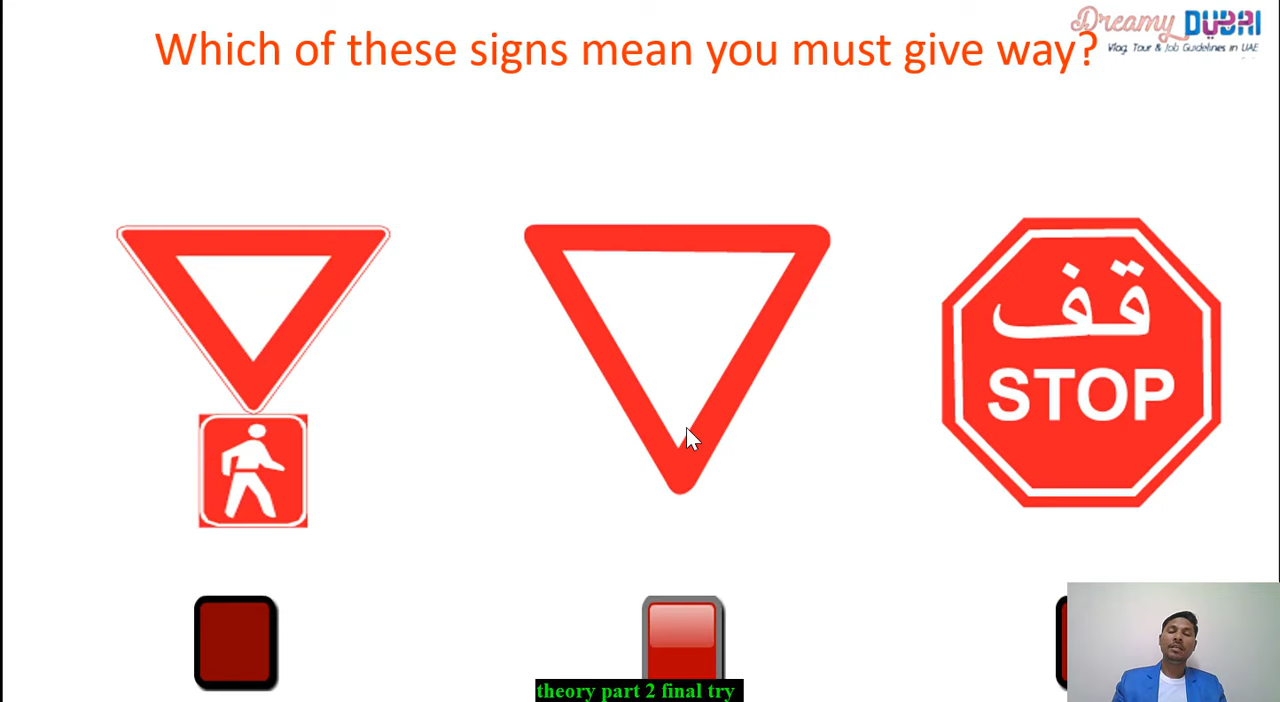 Dreamy DUBAI
Vlog, Tour & Job Guidelines in UAE
Which of these signs mean you must give way?
قف
STOP
theory part 2 final try